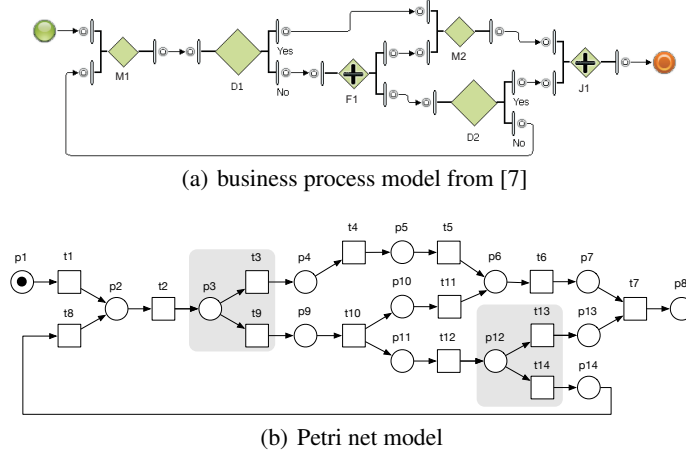 Yes
M1
D1
No
F1
M2
D2
Yes
No
J1
(a) business process model from [7]
p1 t1 p2 t2 p3 t3 p4 t4 p5 t5 p6 t6 p7 t7 p8
t8 t9 p9 t10 p10 t11 p11 t12 p12 t13 p13
t14 p14
(b) Petri net model